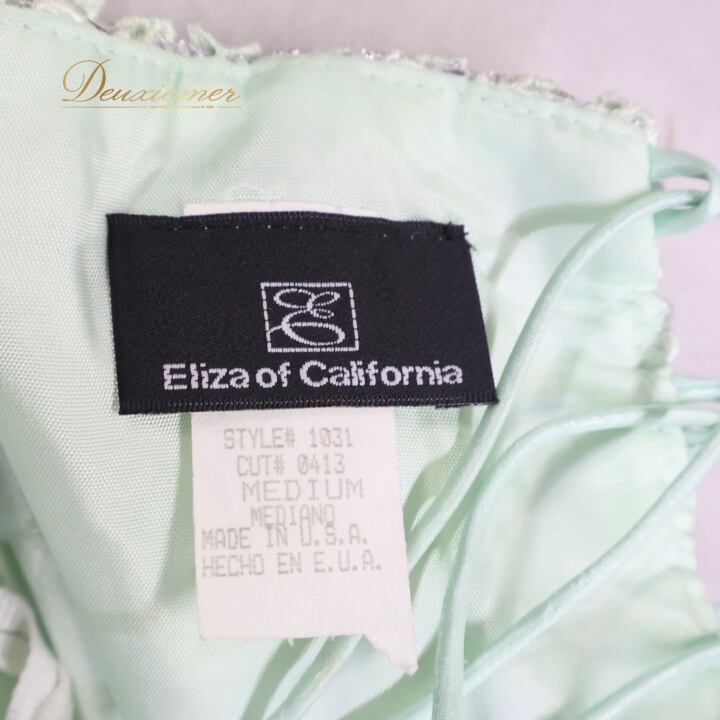 Deuxiemer
Eliza of California
STYLE# 1031
CUT# 0413
MEDIUM
MEDIANO
MADE IN U.S.A.
HECHO EN E.U.A.